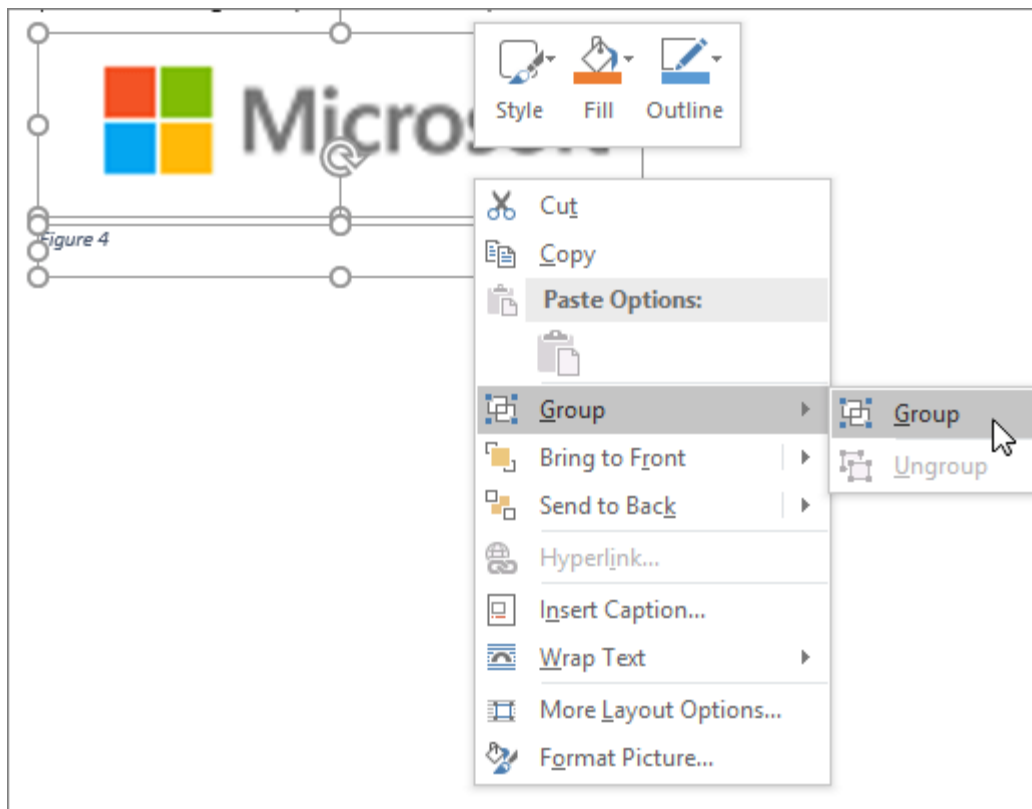 Microsoft
Figure 4
Style Fill Outline
Cut
Copy
Paste Options:
Group
Bring to Front
Send to Back
Hyperlink...
Insert Caption...
Wrap Text
More Layout Options...
Format Picture...
Group
Ungroup